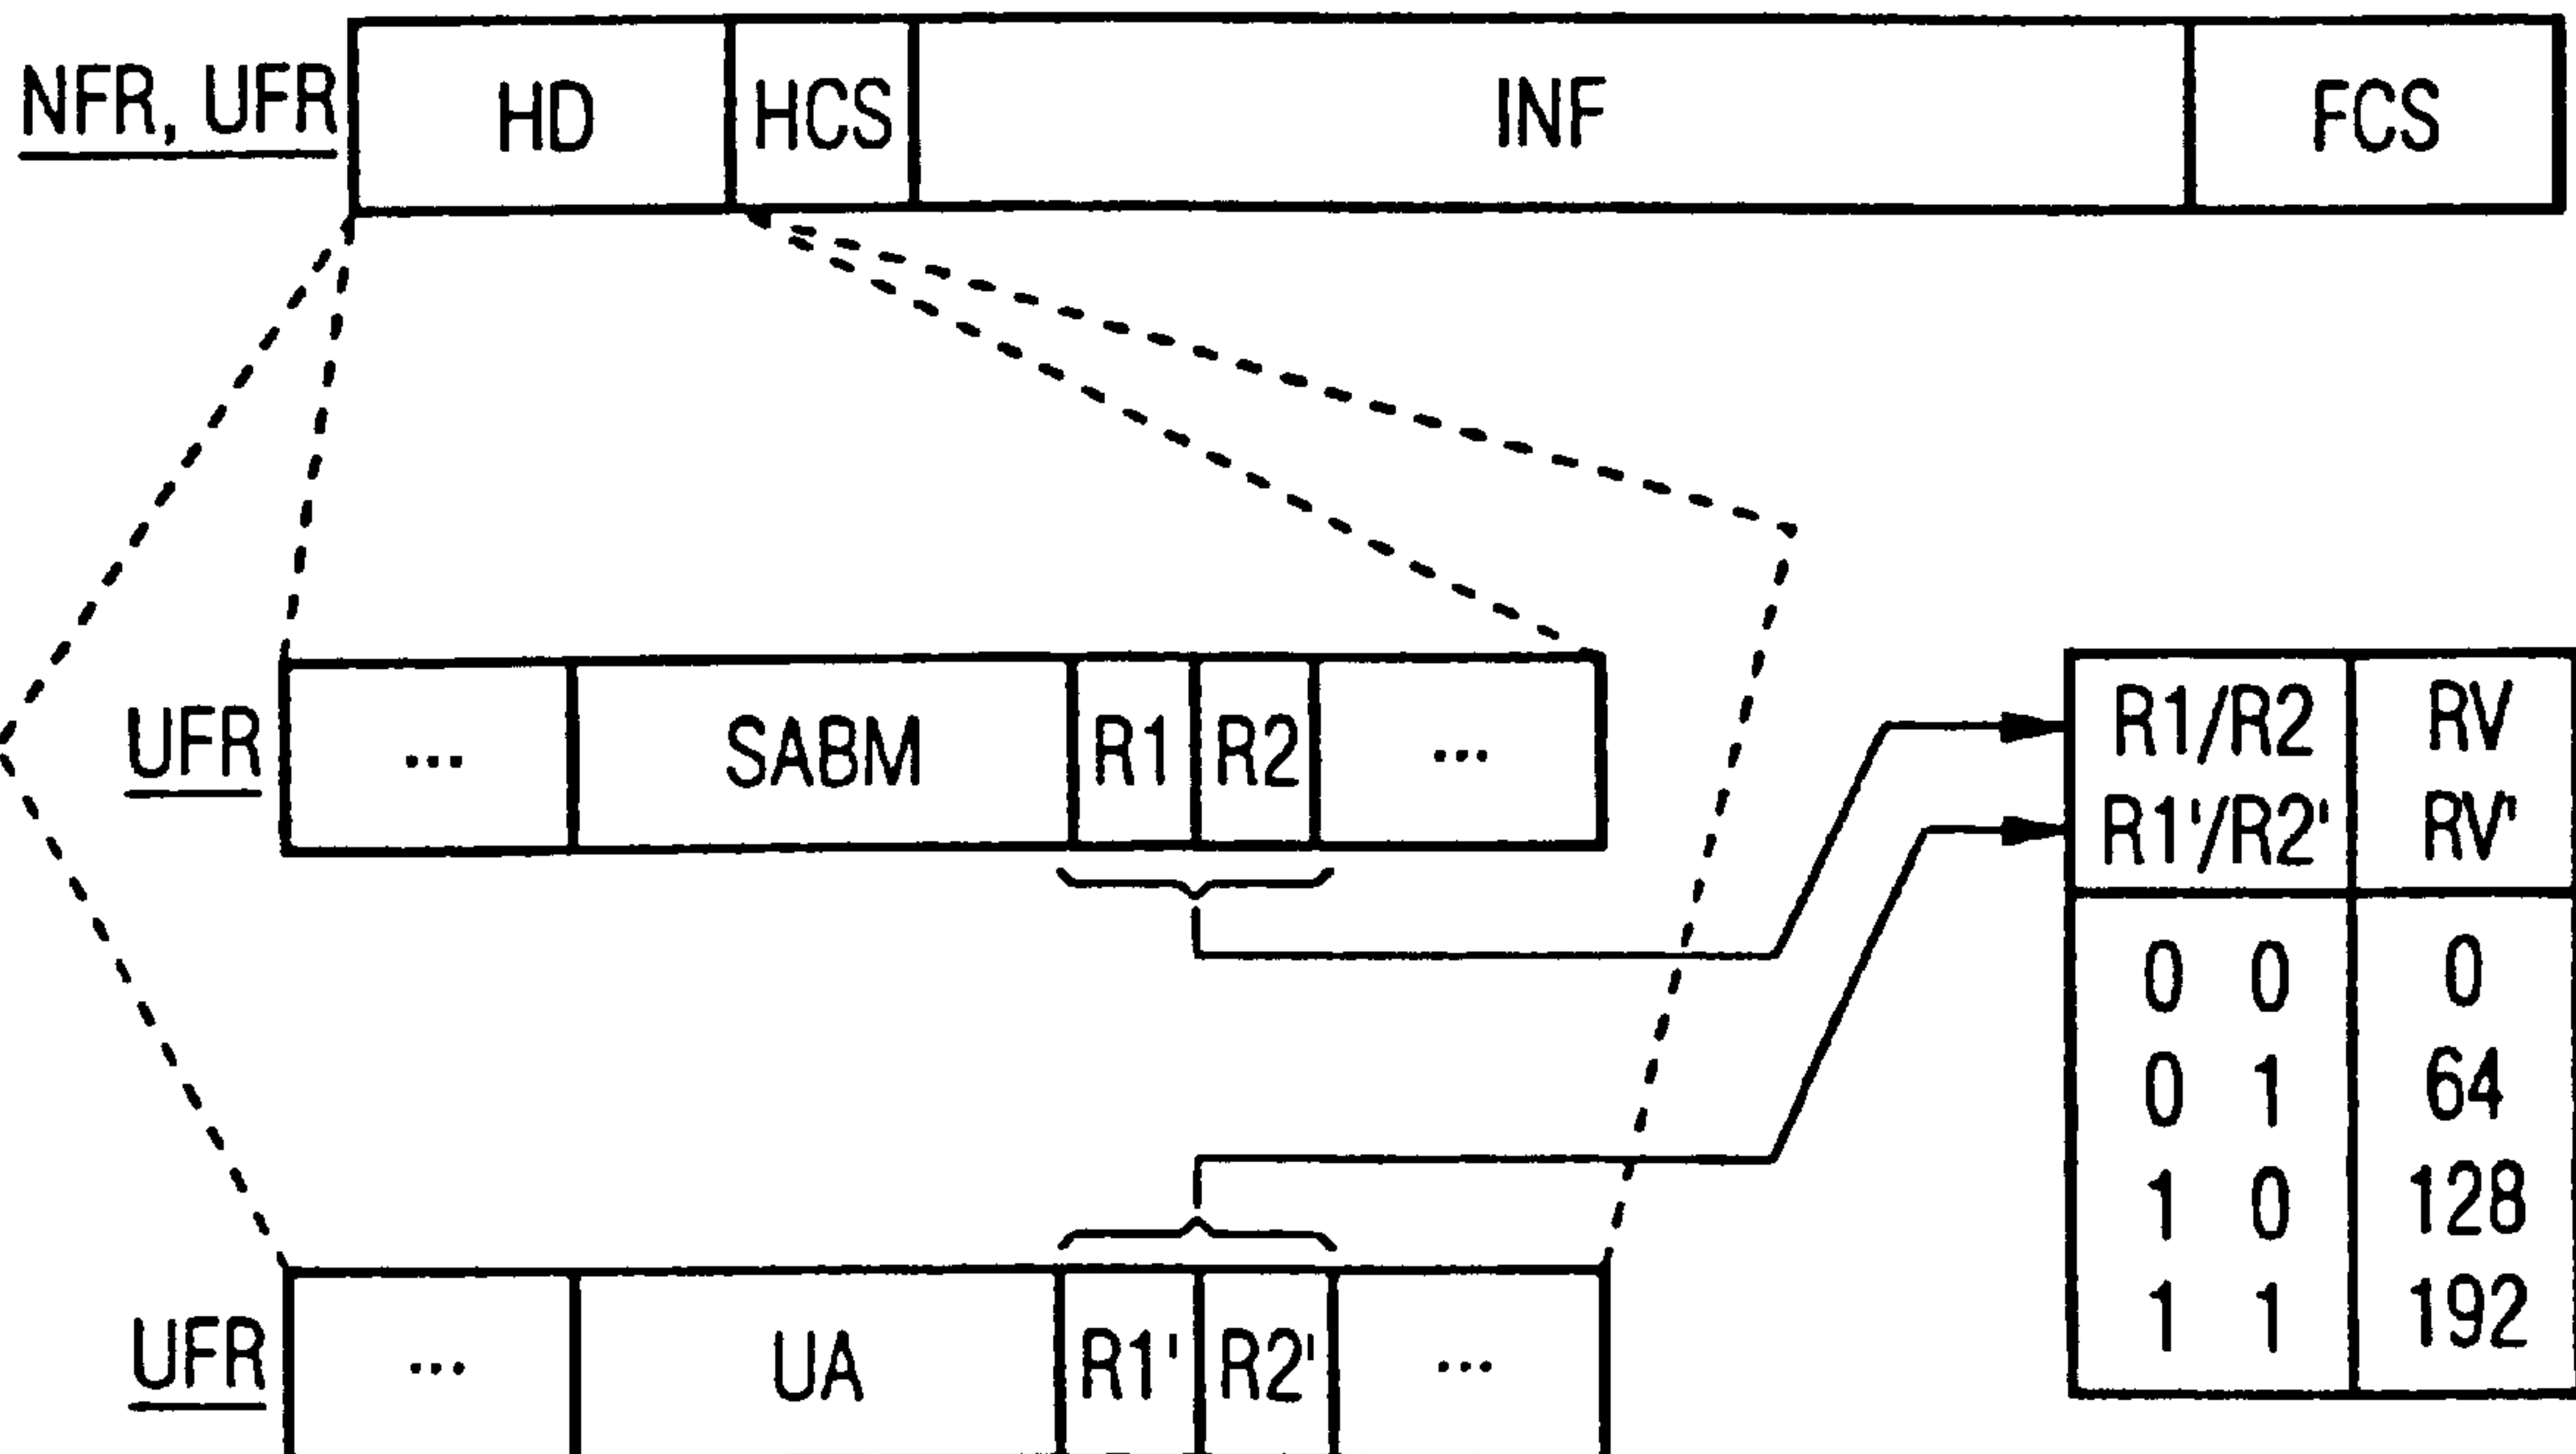 NFR, UFR HD HCS INF FCS
UFR ... SABM R1 R2 ...
R1/R2 RV
R1'/R2' RV'
0 0 0
0 1 64
1 0 128
1 1 192
UFR ... UA R1' R2' ...